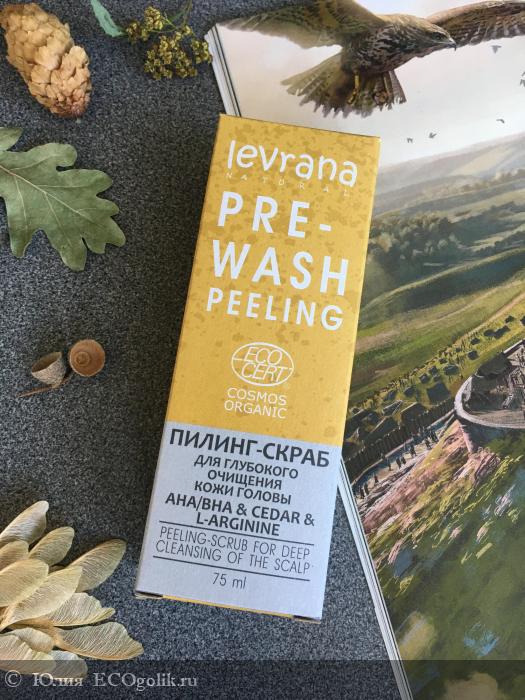 levrana
NATURAL
PRE-
WASH
PEELING
ECO
CERT
COSMOS
ORGANIC
ПИЛИНГ-СКРАБ
ДЛЯ ГЛУБОКОГО
ОЧИЩЕНИЯ
КОЖИ ГОЛОВЫ
AHA/BHA & CEDAR &
L-ARGININE
PEELING-SCRUB FOR DEEP
CLEANSING OF THE SCALP
75 ml
© Юлия ECOgolik.ru